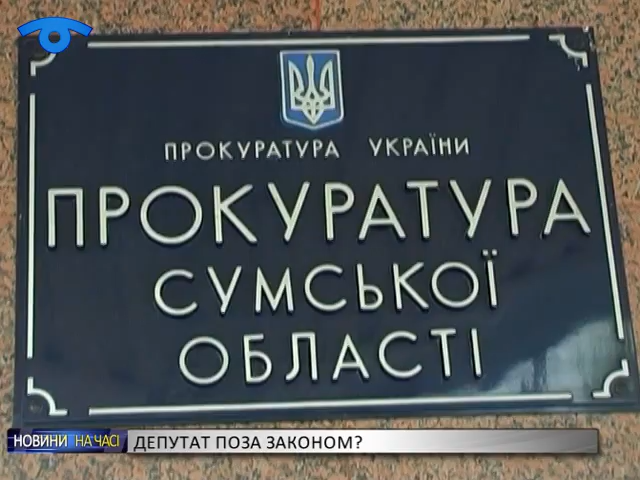 ПРОКУРАТУРА УКРАЇНИ
ПРОКУРАТУРА
СУМСЬКОЇ
ОБЛАСТІ
НОВИНИ НА ЧАСІ ДЕПУТАТ ПОЗА ЗАКОНОМ?